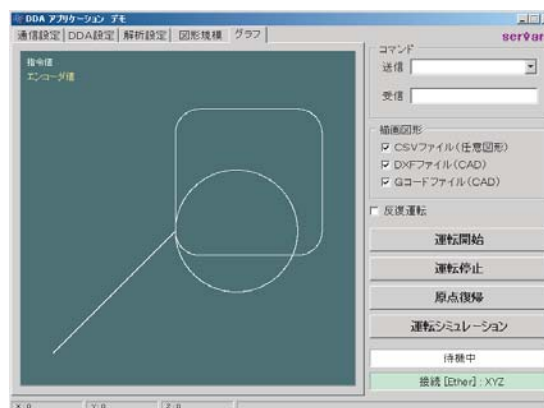 DDA アプリケーション デモ
通信設定 DDA設定 解析設定 図形規模 グラフ
servan
指令値
エンコーダ値
コマンド
送信
受信
描画図形
CSVファイル(任意図形)
DXFファイル(CAD)
Gコードファイル(CAD)
反復運転
運転開始
運転停止
原点復帰
運転シミュレーション
待機中
接続 [Ether] : XYZ
X:0 Y:0 Z:0